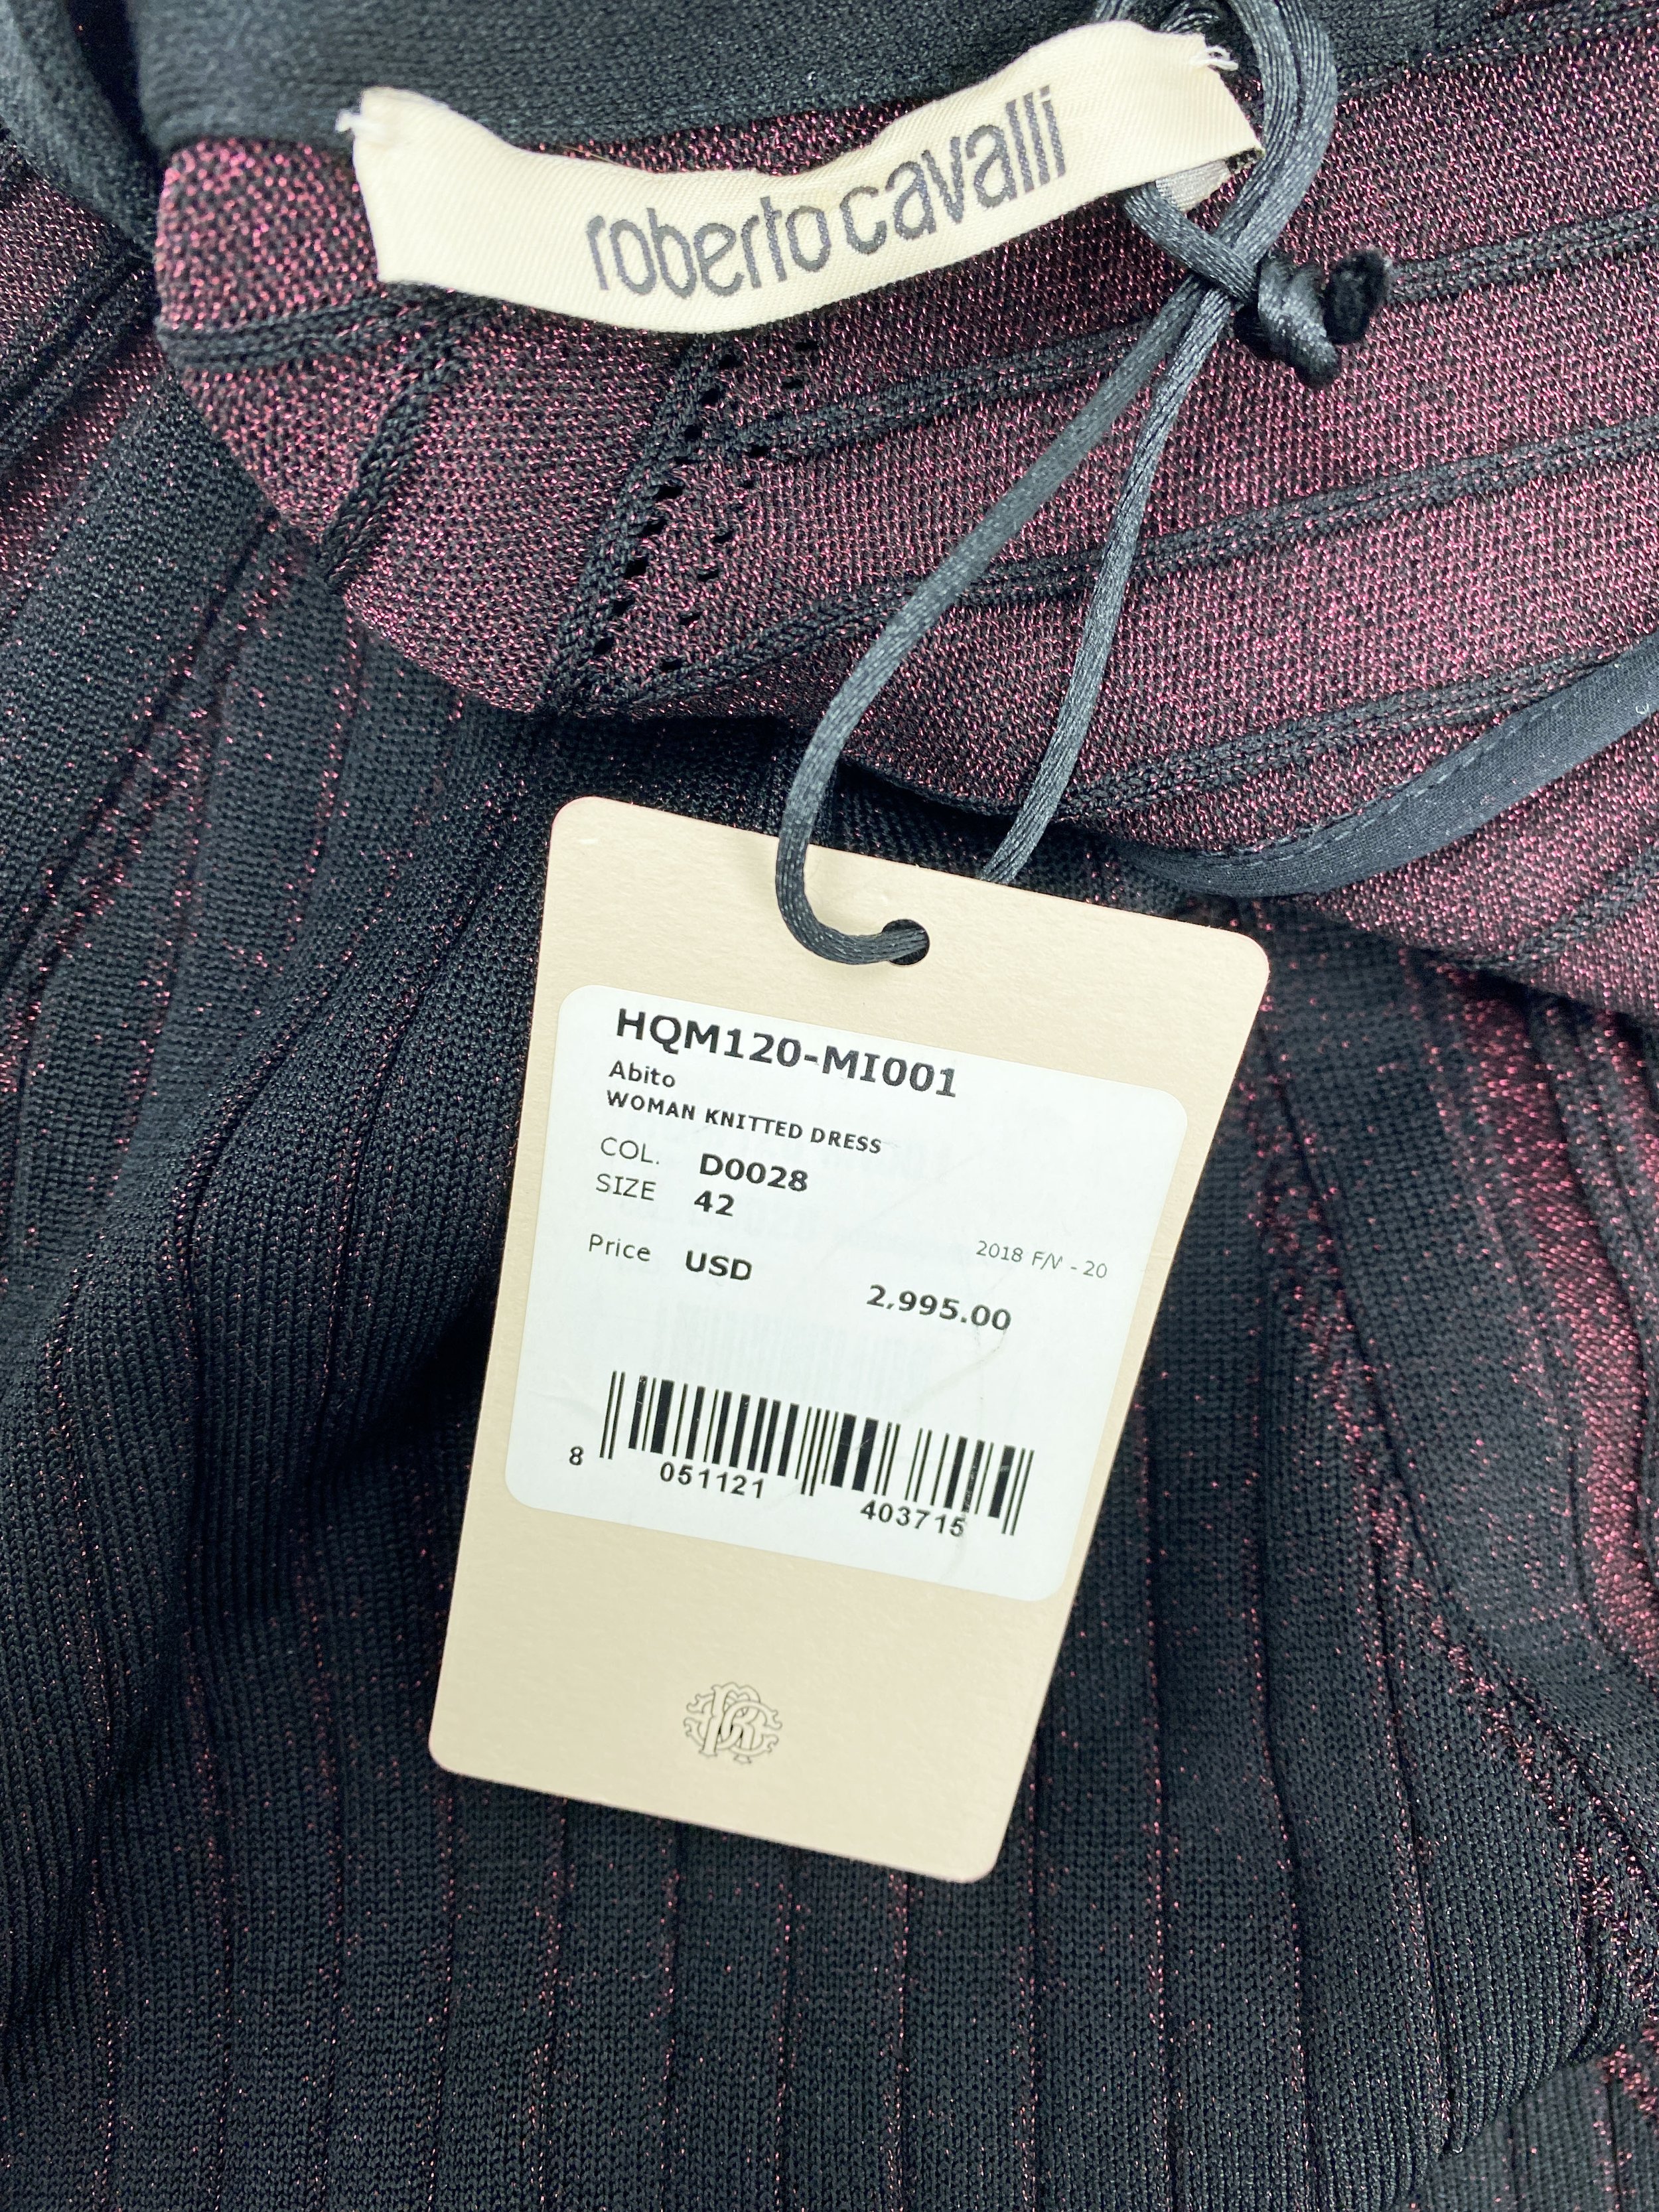 roberto cavalli
HQM120-MI001
Abito
WOMAN KNITTED DRESS
COL. D0028
SIZE 42
2018 F/W - 20
Price USD 2,995.00
8 051121 403715